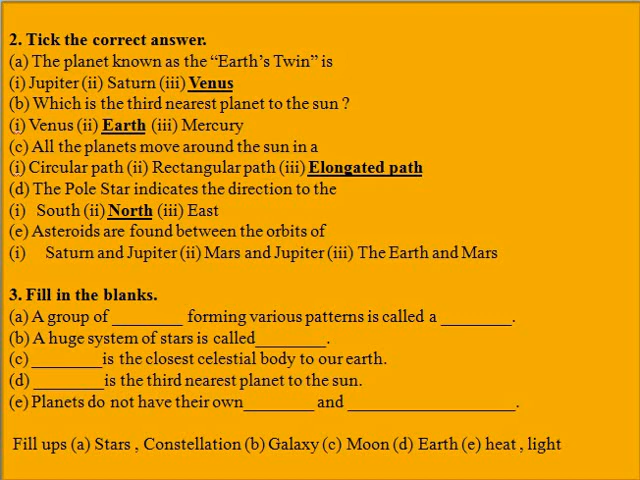 2. Tick the correct answer.
(a) The planet known as the “Earth’s Twin” is
(i) Jupiter (ii) Saturn (iii) Venus
(b) Which is the third nearest planet to the sun ?
(i) Venus (ii) Earth (iii) Mercury
(c) All the planets move around the sun in a
(i) Circular path (ii) Rectangular path (iii) Elongated path
(d) The Pole Star indicates the direction to the
(i) South (ii) North (iii) East
(e) Asteroids are found between the orbits of
(i) Saturn and Jupiter (ii) Mars and Jupiter (iii) The Earth and Mars
3. Fill in the blanks.
(a) A group of ________ forming various patterns is called a ________.
(b) A huge system of stars is called________.
(c) ________is the closest celestial body to our earth.
(d) ________is the third nearest planet to the sun.
(e) Planets do not have their own________ and ___________________.
Fill ups (a) Stars , Constellation (b) Galaxy (c) Moon (d) Earth (e) heat , light